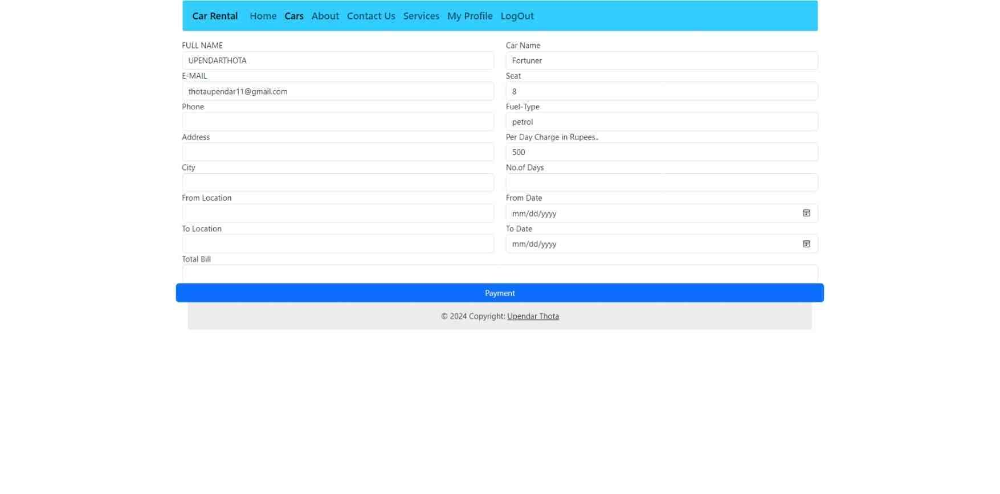 Car Rental Home Cars About Contact Us Services My Profile LogOut
FULL NAME Car Name
UPENDARTHOTA Fortuner
E-MAIL Seat
thotaupendar11@gmail.com 8
Phone Fuel-Type
petrol
Address Per Day Charge in Rupees..
500
City No.of Days
From Location From Date
mm/dd/yyyy
To Location To Date
mm/dd/yyyy
Total Bill
Payment
© 2024 Copyright: Upendar Thota